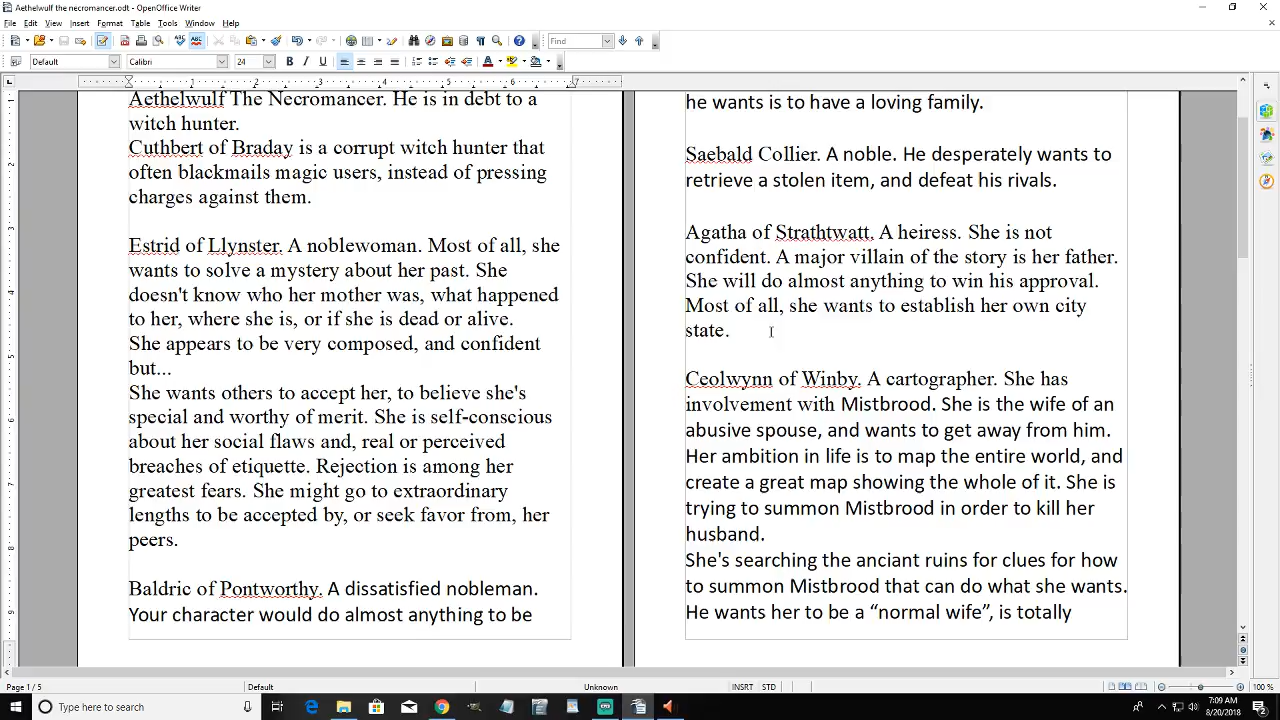 Aethelwulf the necromancer.odt - OpenOffice Writer
File Edit View Insert Format Table Tools Window Help
Find
Default Calibri 24
1 2 3 4 5 6 7
Aethelwulf The Necromancer. He is in debt to a
witch hunter.
Cuthbert of Braday is a corrupt witch hunter that
often blackmails magic users, instead of pressing
charges against them.
Estrid of Llynster. A noblewoman. Most of all, she
wants to solve a mystery about her past. She
doesn't know who her mother was, what happened
to her, where she is, or if she is dead or alive.
She appears to be very composed, and confident
but...
She wants others to accept her, to believe she's
special and worthy of merit. She is self-conscious
about her social flaws and, real or perceived
breaches of etiquette. Rejection is among her
greatest fears. She might go to extraordinary
lengths to be accepted by, or seek favor from, her
peers.
Baldric of Pontworthy. A dissatisfied nobleman.
Your character would do almost anything to be
he wants is to have a loving family.
Saebald Collier. A noble. He desperately wants to
retrieve a stolen item, and defeat his rivals.
Agatha of Strathtwatt. A heiress. She is not
confident. A major villain of the story is her father.
She will do almost anything to win his approval.
Most of all, she wants to establish her own city
state.
Ceolwynn of Winby. A cartographer. She has
involvement with Mistbrood. She is the wife of an
abusive spouse, and wants to get away from him.
Her ambition in life is to map the entire world, and
create a great map showing the whole of it. She is
trying to summon Mistbrood in order to kill her
husband.
She's searching the anciant ruins for clues for how
to summon Mistbrood that can do what she wants.
He wants her to be a “normal wife”, is totally
Page 1 / 5 Default Unknown INSRT STD 100 %
Type here to search
7:09 AM
8/20/2018